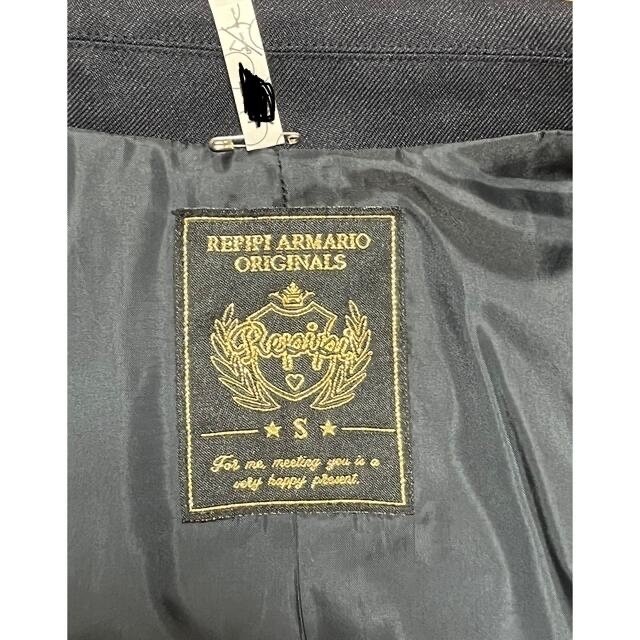 REPIPI ARMARIO
ORIGINALS
Repipi
S
For me, meeting you is a
very happy present.